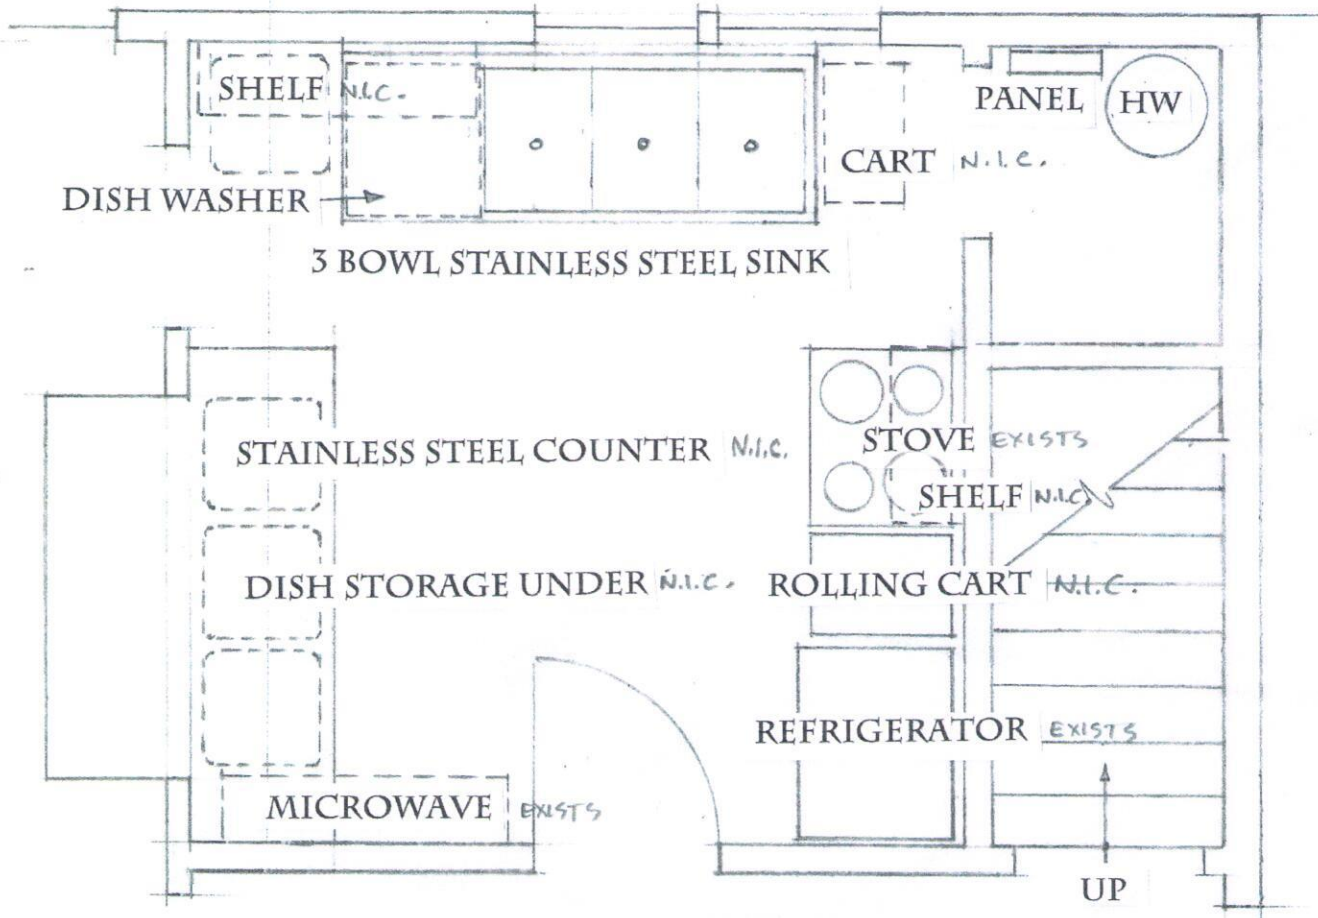 SHELF N.I.C.
PANEL
HW
CART N.I.C.
DISH WASHER
3 BOWL STAINLESS STEEL SINK
STAINLESS STEEL COUNTER N.I.C.
STOVE EXISTS
SHELF N.I.C.
DISH STORAGE UNDER N.I.C.
ROLLING CART N.I.C.
REFRIGERATOR EXISTS
MICROWAVE EXISTS
UP